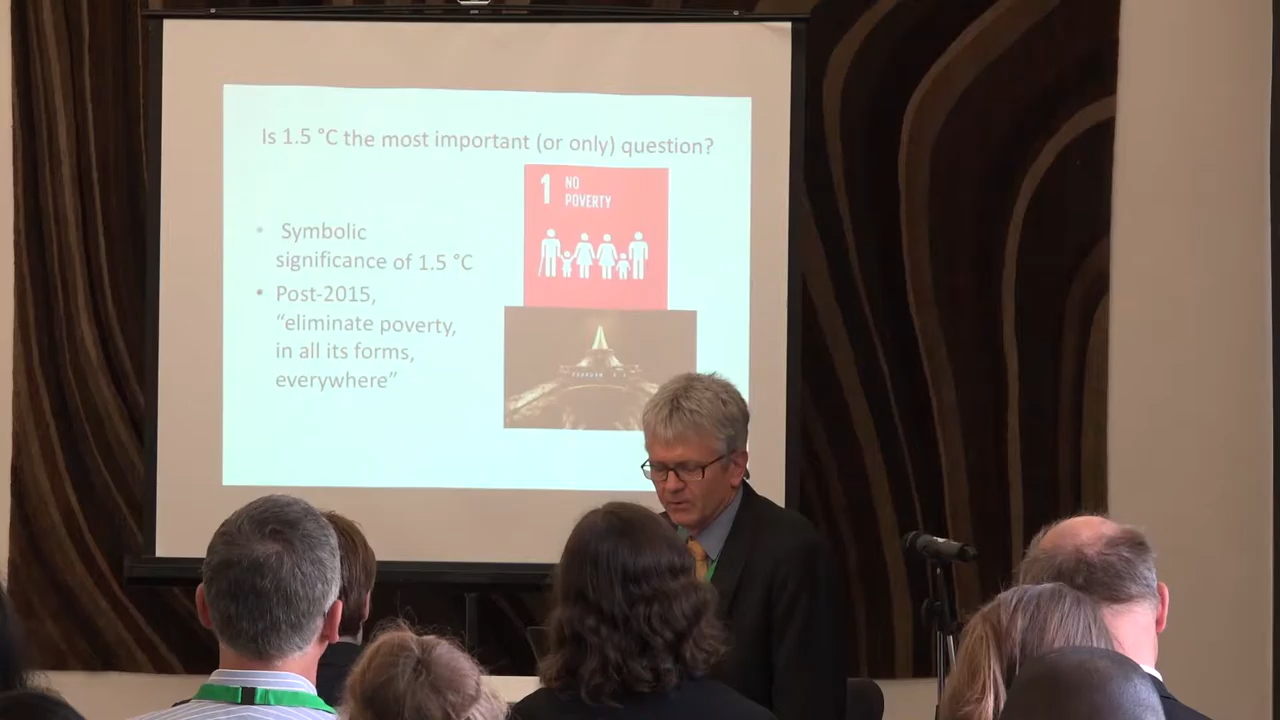 Is 1.5 °C the most important (or only) question?
1 NO
POVERTY
• Symbolic
significance of 1.5 °C
• Post-2015,
“eliminate poverty,
in all its forms,
everywhere”